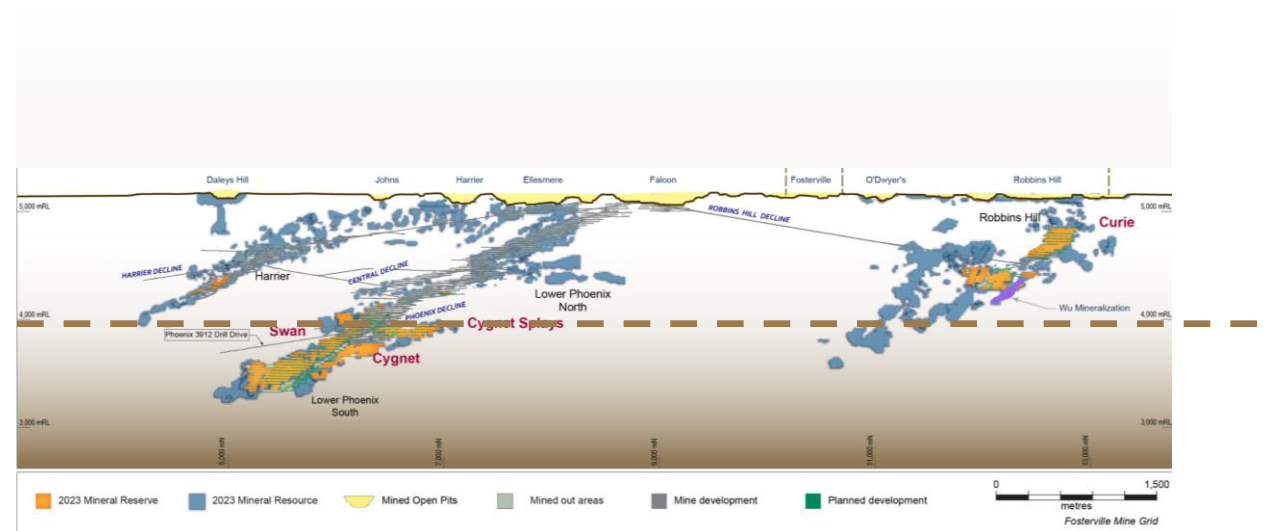 Daleys Hill Johns Harrier Ellesmere Falcon Fosterville O'Dwyer's Robbins Hill
5,000 mRL 5,000 mRL
ROBBINS HILL DECLINE
Robbins Hill
Curie
HARRIER DECLINE
Harrier
CENTRAL DECLINE
Lower Phoenix
North
PHOENIX DECLINE
Wu Mineralization
4,000 mRL 4,000 mRL
Phoenix 3912 Drill Drive
Swan
Cygnet Splays
Cygnet
Lower Phoenix
South
3,000 mRL 3,000 mRL
5,000 mN 7,000 mN 9,000 mN 11,000 mN 13,000 mN
2023 Mineral Reserve 2023 Mineral Resource Mined Open Pits Mined out areas Mine development Planned development
0 1,500
metres
Fosterville Mine Grid